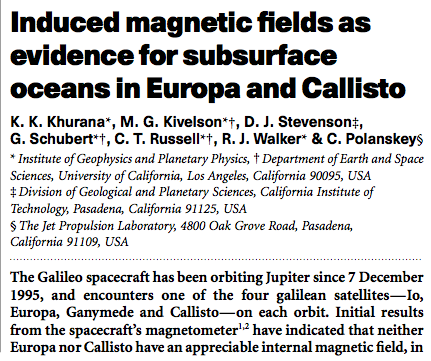 Induced magnetic fields as
evidence for subsurface
oceans in Europa and Callisto
K. K. Khurana*, M. G. Kivelson*†, D. J. Stevenson‡,
G. Schubert*†, C. T. Russell*†, R. J. Walker* & C. Polanskey§
* Institute of Geophysics and Planetary Physics, † Department of Earth and Space
Sciences, University of California, Los Angeles, California 90095, USA
‡ Division of Geological and Planetary Sciences, California Institute of
Technology, Pasadena, California 91125, USA
§ The Jet Propulsion Laboratory, 4800 Oak Grove Road, Pasadena,
California 91109, USA
The Galileo spacecraft has been orbiting Jupiter since 7 December
1995, and encounters one of the four galilean satellites—Io,
Europa, Ganymede and Callisto—on each orbit. Initial results
from the spacecraft's magnetometer1,2 have indicated that neither
Europa nor Callisto have an appreciable internal magnetic field, in